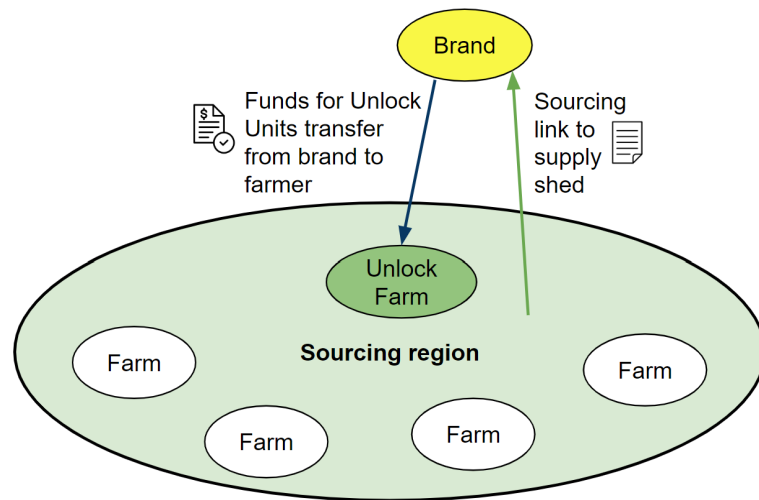 Brand
Funds for Unlock
Units transfer
from brand to
farmer
$
Sourcing
link to
supply
shed
Unlock
Farm
Sourcing region
Farm
Farm
Farm
Farm